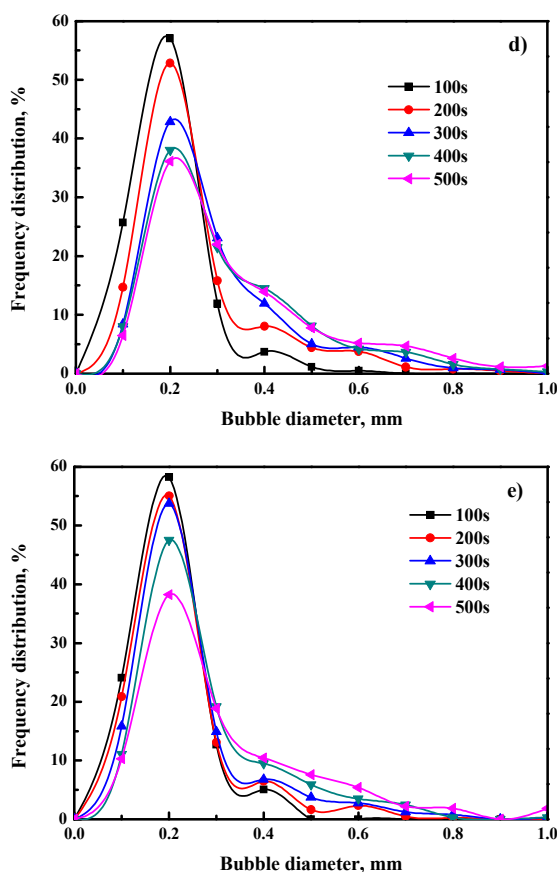 60
d)
50
100s
200s
40
300s
400s
500s
30
20
10
0
0.0 0.2 0.4 0.6 0.8 1.0
Frequency distribution, %
Bubble diameter, mm
60
e)
50
100s
200s
40
300s
400s
500s
30
20
10
0
0.0 0.2 0.4 0.6 0.8 1.0
Frequency distribution, %
Bubble diameter, mm